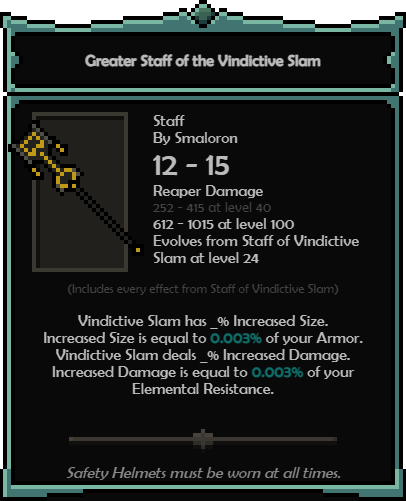 Greater Staff of the Vindictive Slam
Staff
By Smaloron
12 - 15
Reaper Damage
252 - 415 at level 40
612 - 1015 at level 100
Evolves from Staff of Vindictive
Slam at level 24
(Includes every effect from Staff of Vindictive Slam)
Vindictive Slam has _% Increased Size.
Increased Size is equal to 0.003% of your Armor.
Vindictive Slam deals _% Increased Damage.
Increased Damage is equal to 0.003% of your
Elemental Resistance.
Safety Helmets must be worn at all times.